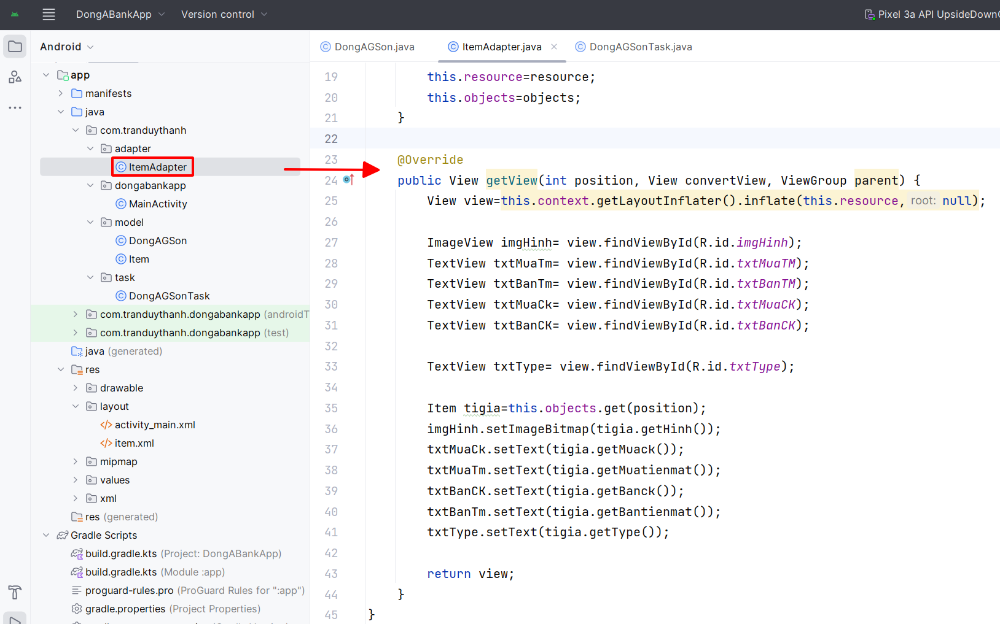 DongABankApp Version control Pixel 3a API UpsideDown
Android
DongAGSon.java ItemAdapter.java DongAGSonTask.java
app
manifests
java
com.tranduythanh
adapter
ItemAdapter
dongabankapp
MainActivity
model
DongAGSon
Item
task
DongAGSonTask
com.tranduythanh.dongabankapp (androidT
com.tranduythanh.dongabankapp (test)
java (generated)
res
drawable
layout
activity_main.xml
item.xml
mipmap
values
xml
res (generated)
Gradle Scripts
build.gradle.kts (Project: DongABankApp)
build.gradle.kts (Module :app)
proguard-rules.pro (ProGuard Rules for ":app")
gradle.properties (Project Properties)
19 this.resource=resource;
20 this.objects=objects;
21 }
22
23 @Override
24 public View getView(int position, View convertView, ViewGroup parent) {
25 View view=this.context.getLayoutInflater().inflate(this.resource, root: null);
26
27 ImageView imgHinh= view.findViewById(R.id.imgHinh);
28 TextView txtMuaTm= view.findViewById(R.id.txtMuaTM);
29 TextView txtBanTm= view.findViewById(R.id.txtBanTM);
30 TextView txtMuaCk= view.findViewById(R.id.txtMuaCK);
31 TextView txtBanCK= view.findViewById(R.id.txtBanCK);
32
33 TextView txtType= view.findViewById(R.id.txtType);
34
35 Item tigia=this.objects.get(position);
36 imgHinh.setImageBitmap(tigia.getHinh());
37 txtMuaCk.setText(tigia.getMuack());
38 txtMuaTm.setText(tigia.getMuatienmat());
39 txtBanCK.setText(tigia.getBanck());
40 txtBanTm.setText(tigia.getBantienmat());
41 txtType.setText(tigia.getType());
42
43 return view;
44 }
45 }